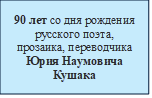 90 лет со дня рождения
русского поэта,
прозаика, переводчика
Юрия Наумовича
Кушака